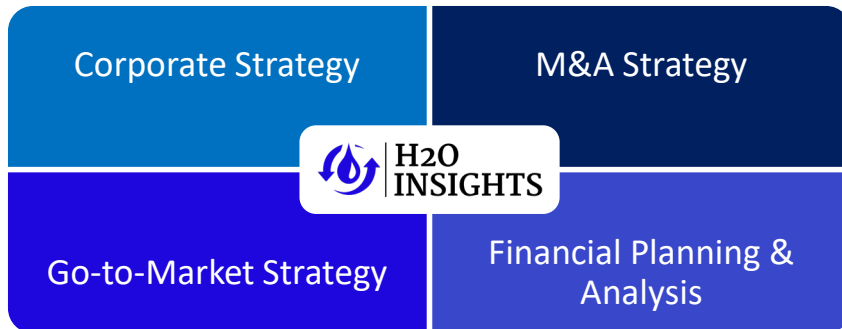 Corporate Strategy
M&A Strategy
H2O
INSIGHTS
Go-to-Market Strategy
Financial Planning &
Analysis